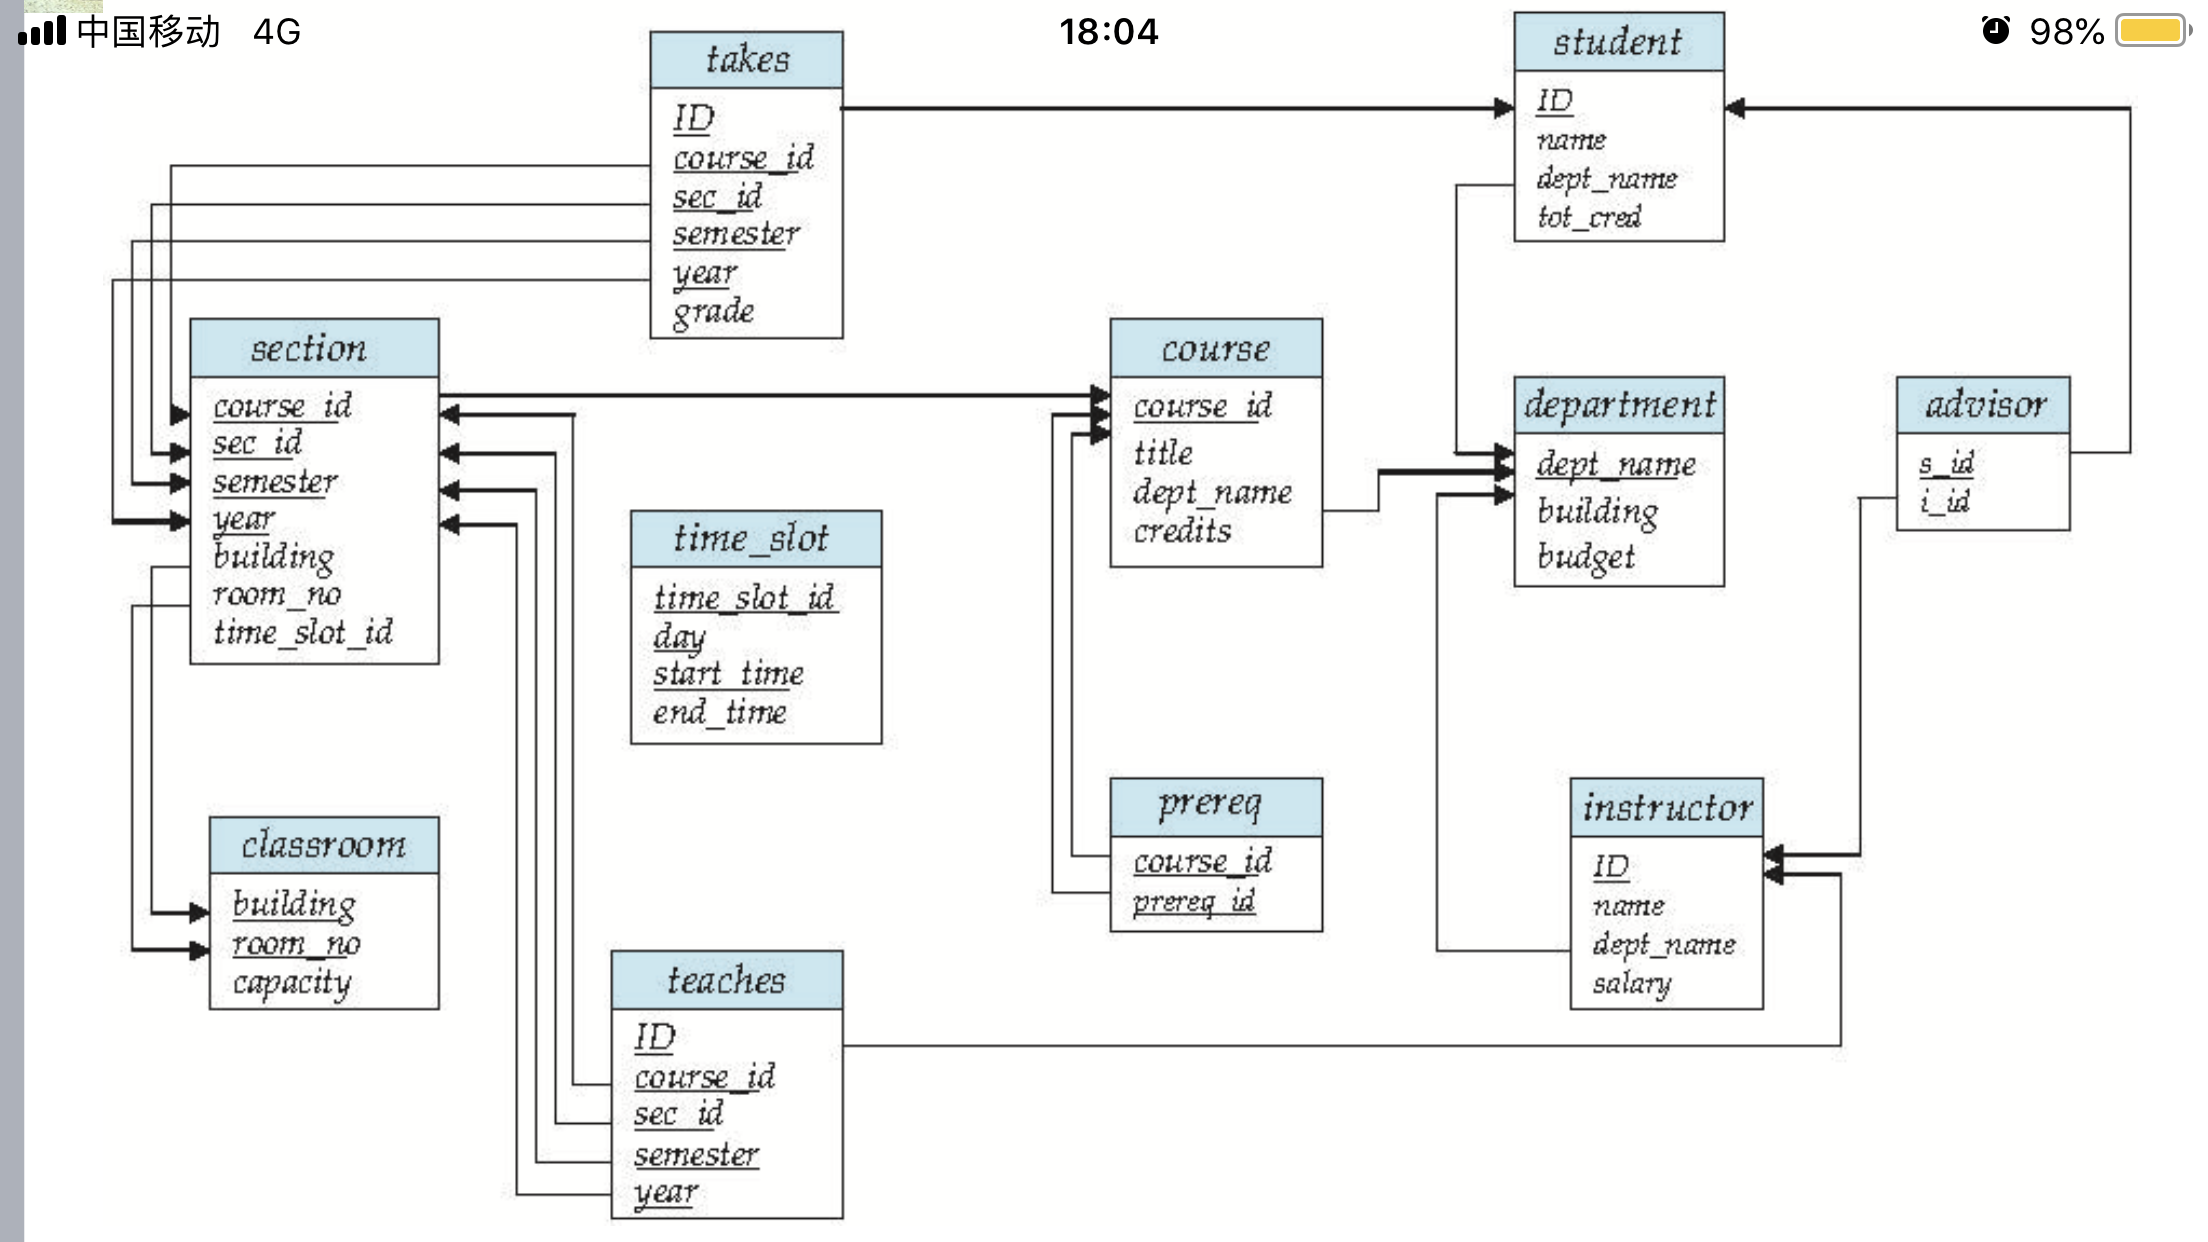 中国移动 4G
18:04
98%
takes
ID
course_id
sec_id
semester
year
grade
student
ID
name
dept_name
tot_cred
section
course_id
sec_id
semester
year
building
room_no
time_slot_id
course
course_id
title
dept_name
credits
department
dept_name
building
budget
advisor
s_id
i_id
time_slot
time_slot_id
day
start_time
end_time
prereq
course_id
prereq_id
instructor
ID
name
dept_name
salary
classroom
building
room_no
capacity
teaches
ID
course_id
sec_id
semester
year